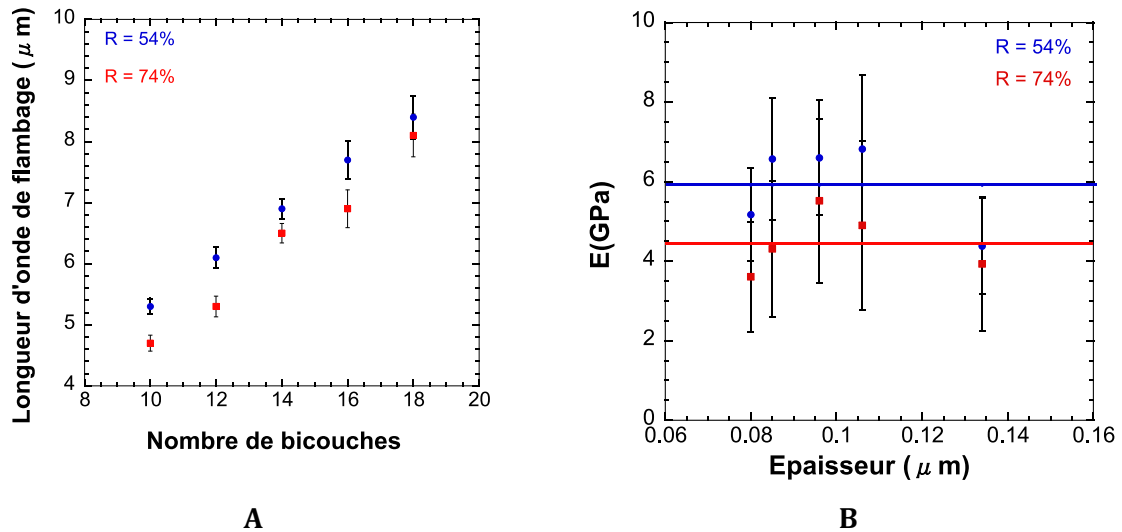 10
R = 54%
R = 74%
8
6
5
7
9
4
8
10
12
14
16
18
20
Longueur d'onde de flambage ( μ m)
Nombre de bicouches
A
10
R = 54%
R = 74%
8
6
4
2
0
0.06
0.08
0.1
0.12
0.14
0.16
E(GPa)
Epaisseur ( μ m)
B